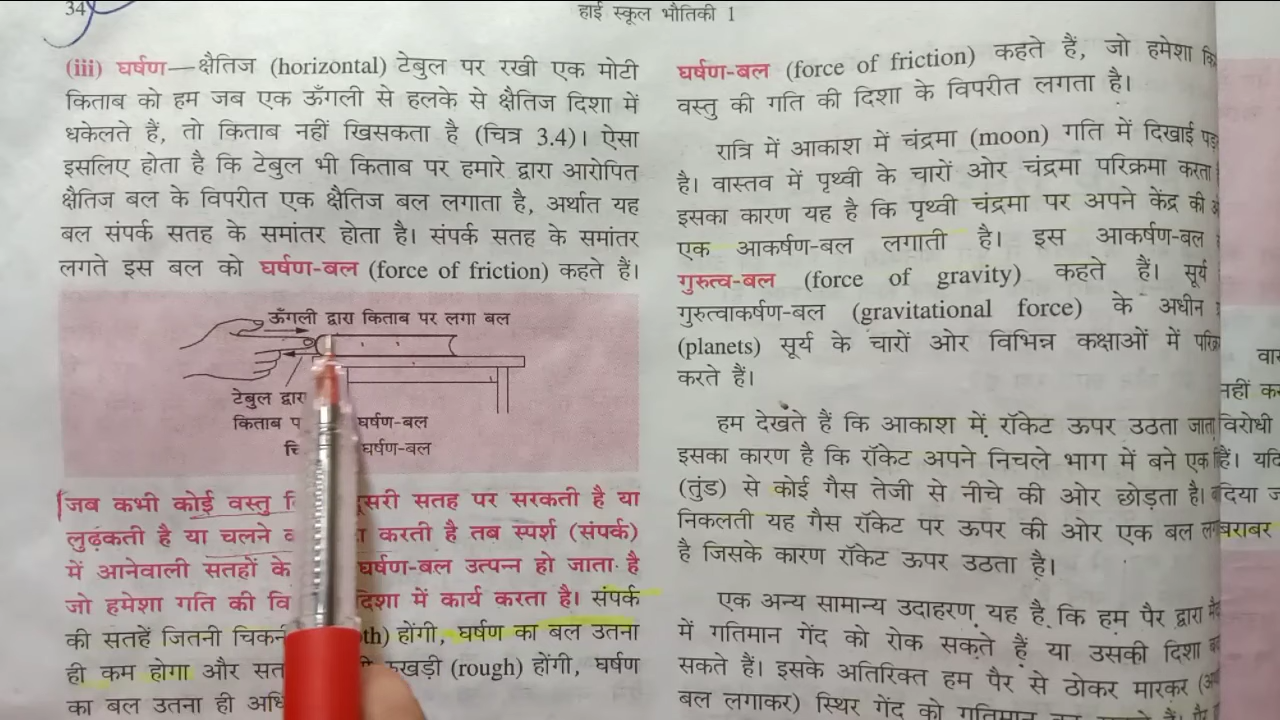 34
हाई स्कूल भौतिकी 1
(iii) घर्षण—क्षैतिज (horizontal) टेबुल पर रखी एक मोटी
किताब को हम जब एक ऊँगली से हलके से क्षैतिज दिशा में
धकेलते हैं, तो किताब नहीं खिसकता है (चित्र 3.4)। ऐसा
इसलिए होता है कि टेबुल भी किताब पर हमारे द्वारा आरोपित
क्षैतिज बल के विपरीत एक क्षैतिज बल लगाता है, अर्थात यह
बल संपर्क सतह के समांतर होता है। संपर्क सतह के समांतर
लगते इस बल को घर्षण-बल (force of friction) कहते हैं।
ऊँगली द्वारा किताब पर लगा बल
टेबुल द्वारा
किताब घर्षण-बल
घर्षण-बल
जब कभी कोई वस्तु सतह पर सरकती है या
लुढ़कती है या चलने करती है तब स्पर्श (संपर्क)
में आनेवाली सतहों के घर्षण-बल उत्पन्न हो जाता है
जो हमेशा गति की दिशा में कार्य करता है। संपर्क
की सतहें जितनी होंगी, घर्षण का बल उतना
ही कम होगा और (rough) होंगी, घर्षण
का बल उतना ही
घर्षण-बल (force of friction) कहते हैं, जो हमेशा
वस्तु की गति की दिशा के विपरीत लगता है।
रात्रि में आकाश में चंद्रमा (moon) गति में दिखाई
है। वास्तव में पृथ्वी के चारों ओर चंद्रमा परिक्रमा करता
इसका कारण यह है कि पृथ्वी चंद्रमा पर अपने केंद्र की
एक आकर्षण-बल लगाती है। इस आकर्षण-बल
गुरुत्व-बल (force of gravity) कहते हैं। सूर्य
गुरुत्वाकर्षण-बल (gravitational force) के अधीन
(planets) सूर्य के चारों ओर विभिन्न कक्षाओं में
करते हैं।
हम देखते हैं कि आकाश में रॉकेट ऊपर उठता जाता
इसका कारण है कि रॉकेट अपने निचले भाग में बने एक
(तुंड) से कोई गैस तेजी से नीचे की ओर छोड़ता है।
निकलती यह गैस रॉकेट पर ऊपर की ओर एक बल
है जिसके कारण रॉकेट ऊपर उठता है।
एक अन्य सामान्य उदाहरण यह है कि हम पैर द्वारा
में गतिमान गेंद को रोक सकते हैं या उसकी दिशा
सकते हैं। इसके अतिरिक्त हम पैर से ठोकर मारकर
बल लगाकर) स्थिर गेंद को
विरोधी
हैं। यदि
दिया
बराबर